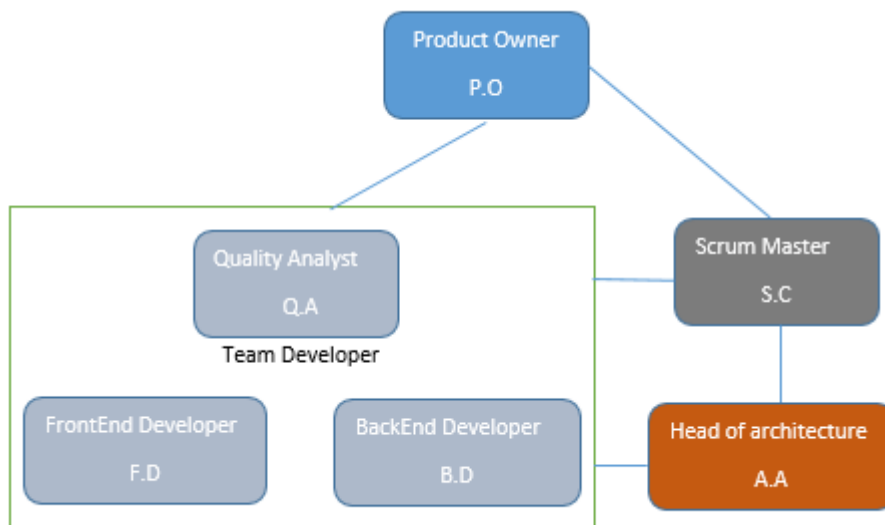 Product Owner
P.O
Quality Analyst
Q.A
Team Developer
Scrum Master
S.C
FrontEnd Developer
F.D
BackEnd Developer
B.D
Head of architecture
A.A